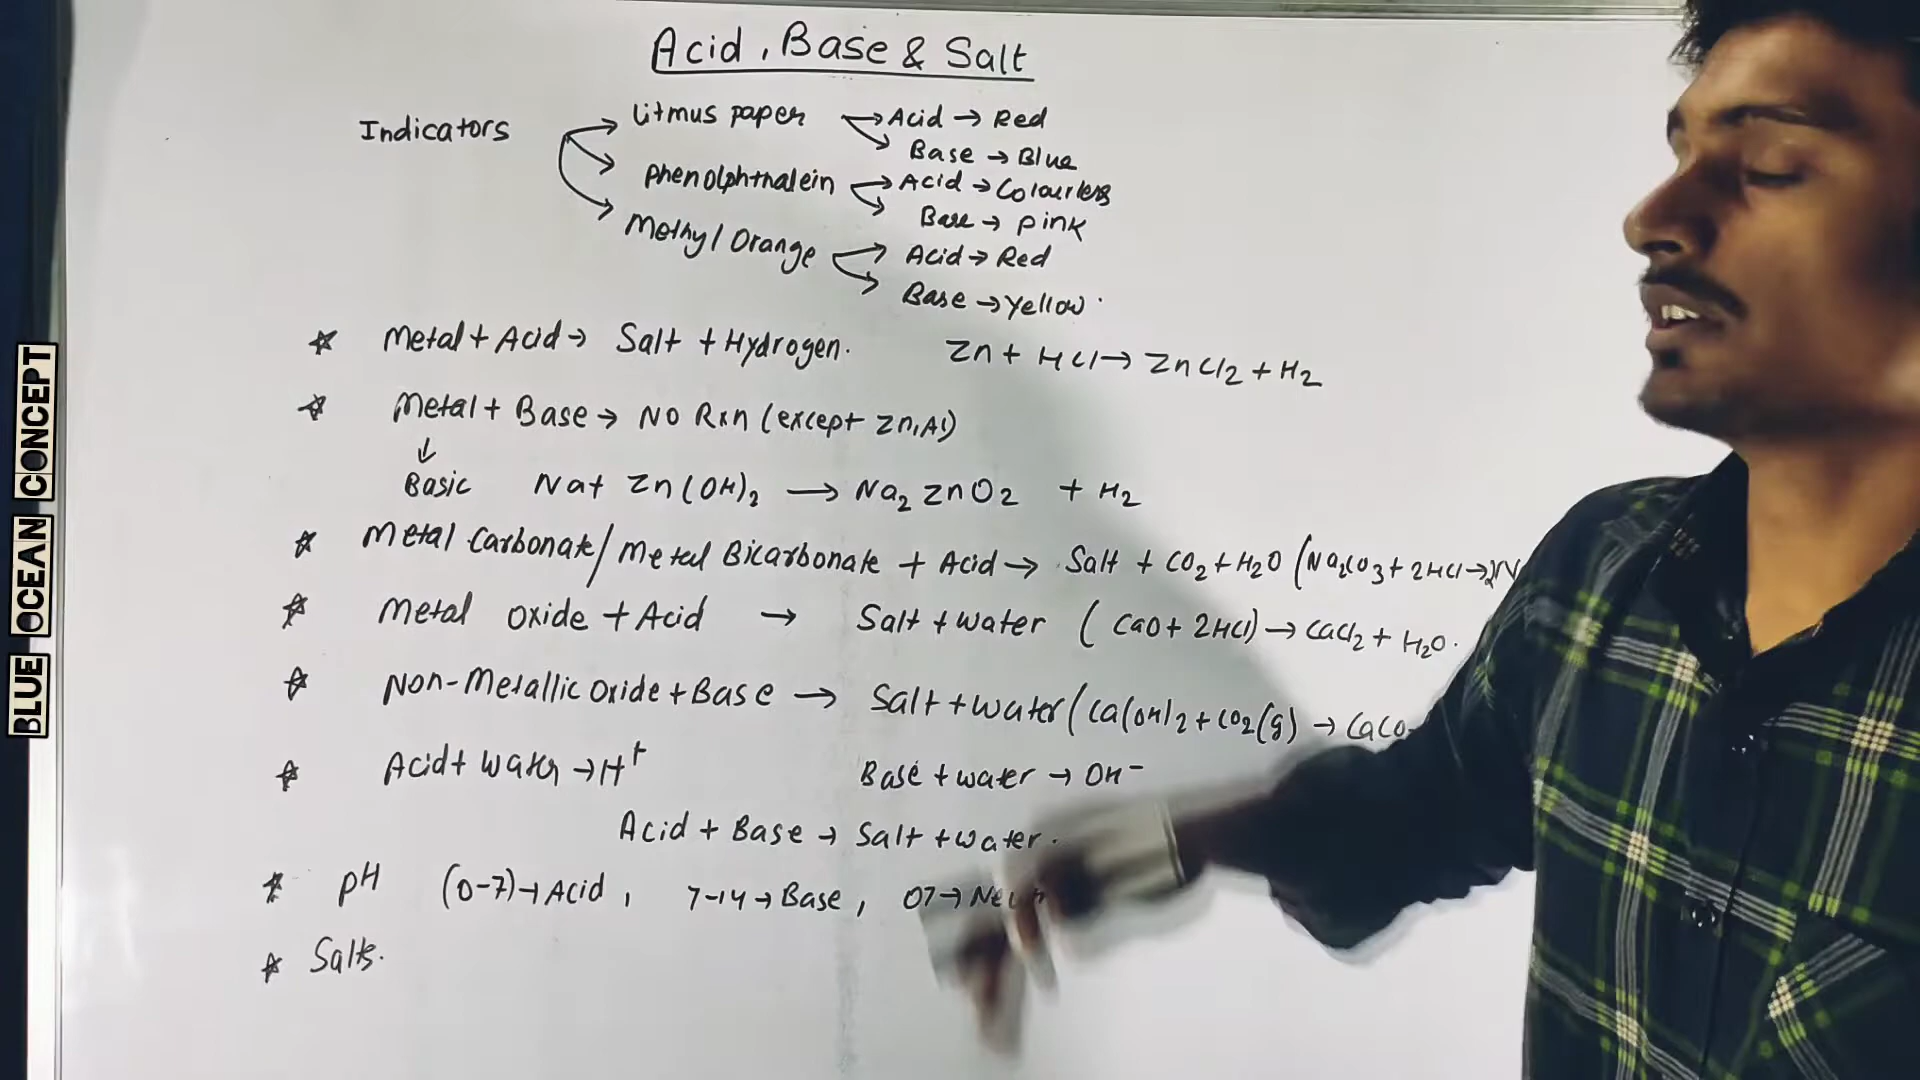 Acid, Base & Salt
Indicators
Litmus paper → Acid → Red
→ Base → Blue
Phenolphthalein → Acid → Colourless
→ Base → pink
Methyl Orange → Acid → Red
→ Base → Yellow.
Metal + Acid → Salt + Hydrogen. Zn + HCl → ZnCl2 + H2
Metal + Base → NO Rxn (except Zn, Al)
↓
Basic Na + Zn(OH)2 → Na2 ZnO2 + H2
Metal Carbonate / Metal Bicarbonate + Acid → Salt + CO2 + H2O (Na2CO3 + 2HCl →
Metal Oxide + Acid → Salt + Water (CaO + 2HCl) → CaCl2 + H2O.
Non-Metallic Oxide + Base → Salt + Water (Ca(OH)2 + CO2(g) → CaCO
Acid + Water → H+ Base + water → OH-
Acid + Base → Salt + water.
pH (0-7) → Acid, 7-14 → Base, 07 →
Salts.
BLUE OCEAN CONCEPT